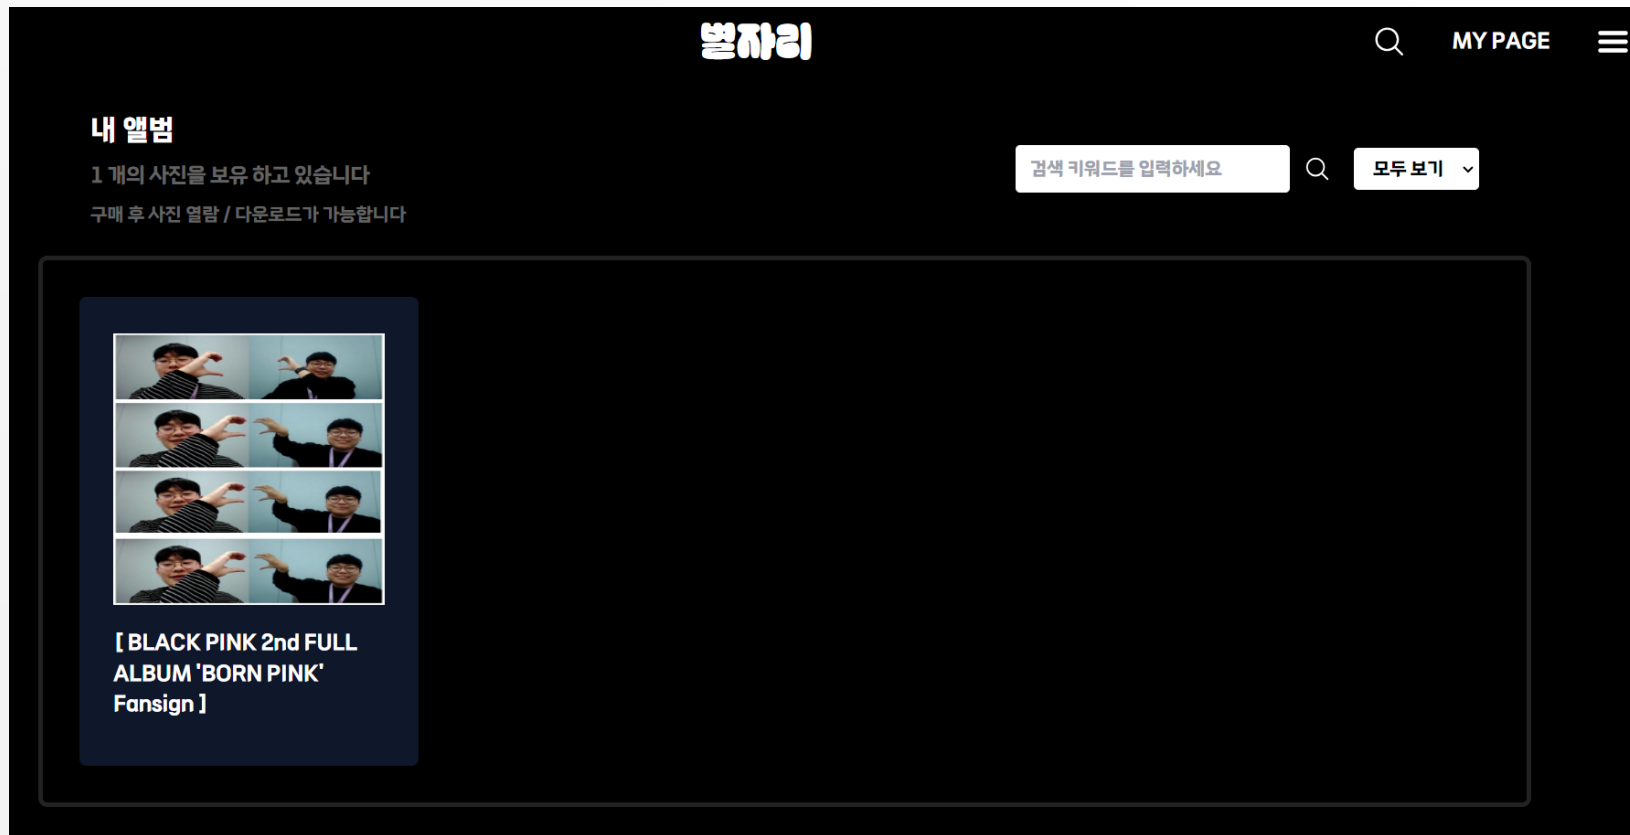 별자리
MY PAGE
내 앨범
1 개의 사진을 보유 하고 있습니다
구매 후 사진 열람 / 다운로드가 가능합니다
검색 키워드를 입력하세요
모두 보기
[ BLACK PINK 2nd FULL
ALBUM 'BORN PINK'
Fansign ]